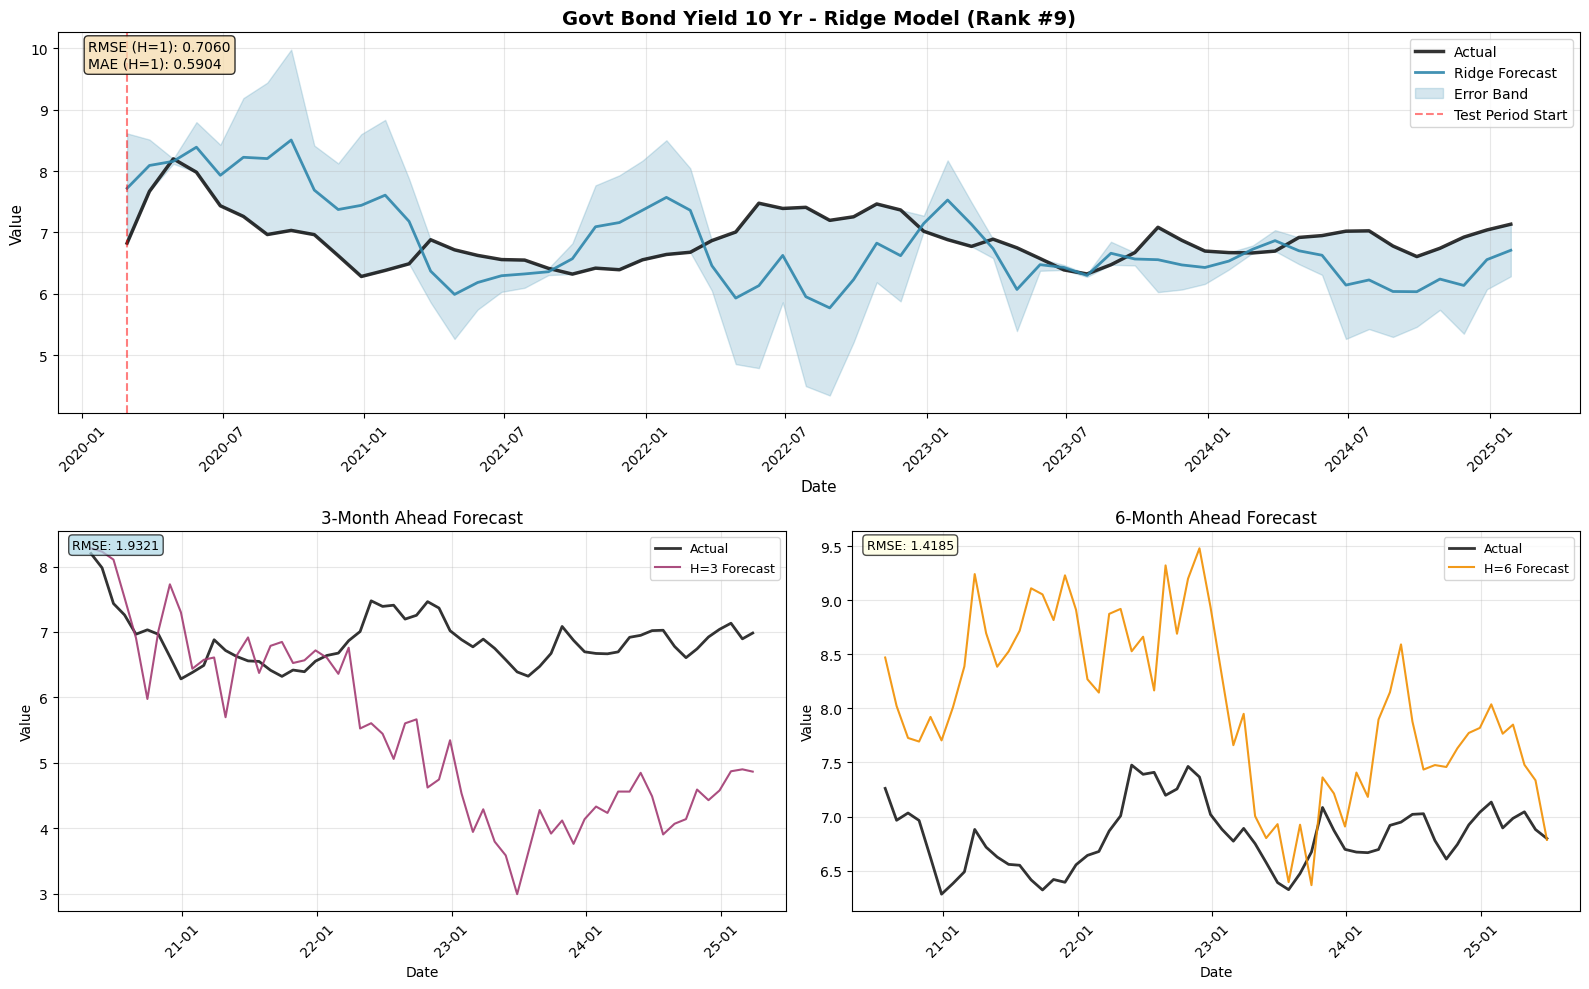 Govt Bond Yield 10 Yr - Ridge Model (Rank #9)
RMSE (H=1): 0.7060
MAE (H=1): 0.5904
Actual
Ridge Forecast
Error Band
Test Period Start
Value
10
9
8
7
6
5
2020-01
2020-07
2021-01
2021-07
2022-01
2022-07
2023-01
2023-07
2024-01
2024-07
2025-01
Date
3-Month Ahead Forecast
RMSE: 1.9321
Actual
H=3 Forecast
Value
8
7
6
5
4
3
21-01
22-01
23-01
24-01
25-01
Date
6-Month Ahead Forecast
RMSE: 1.4185
Actual
H=6 Forecast
Value
9.5
9.0
8.5
8.0
7.5
7.0
6.5
21-01
22-01
23-01
24-01
25-01
Date